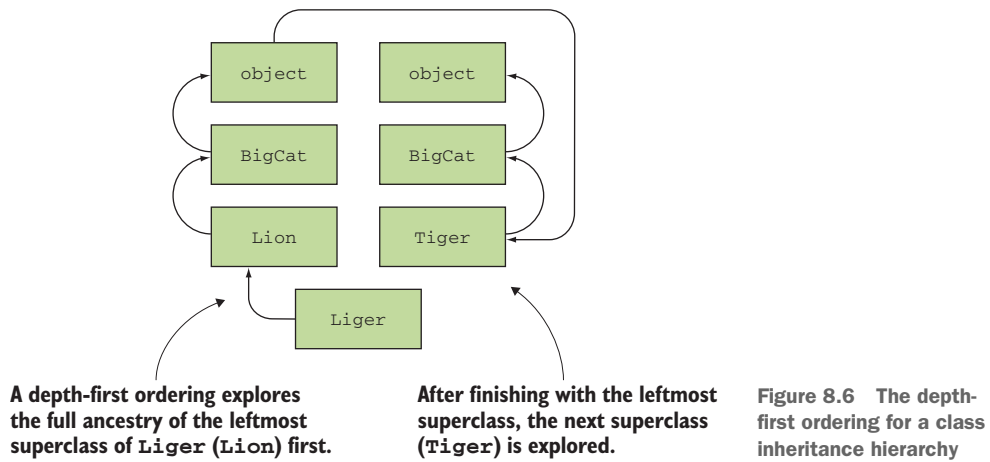 object
object
BigCat
BigCat
Lion
Tiger
Liger
A depth-first ordering explores
the full ancestry of the leftmost
superclass of Liger (Lion) first.
After finishing with the leftmost
superclass, the next superclass
(Tiger) is explored.
Figure 8.6 The depth-
first ordering for a class
inheritance hierarchy